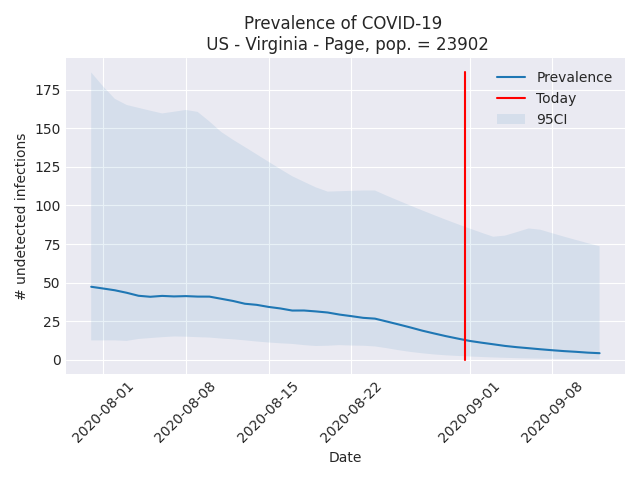 Prevalence of COVID-19
US - Virginia - Page, pop. = 23902
Prevalence
Today
95CI
# undetected infections
175
150
125
100
75
50
25
0
2020-08-01
2020-08-08
2020-08-15
2020-08-22
2020-09-01
2020-09-08
Date